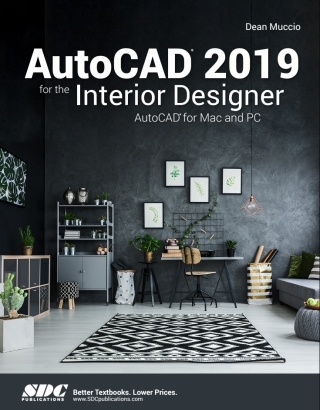 Dean Muccio
AutoCAD® 2019
for the Interior Designer
AutoCAD® for Mac and PC
SDC
PUBLICATIONS
Better Textbooks. Lower Prices.
www.SDCpublications.com